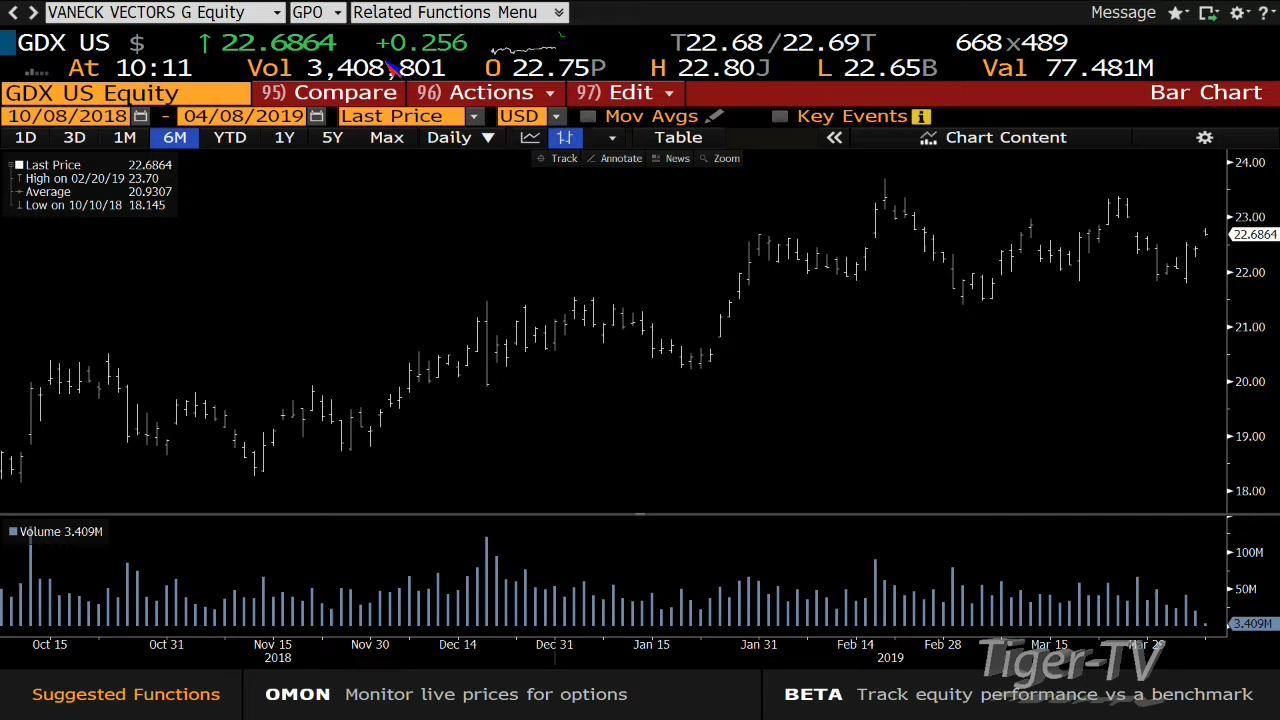 VANECK VECTORS G Equity GPO Related Functions Menu Message ?
GDX US $ ↑ 22.6864 +0.256 T22.68/22.69T 668x489
At 10:11 Vol 3,408,801 O 22.75P H 22.80J L 22.65B Val 77.481M
GDX US Equity 95) Compare 96) Actions 97) Edit Bar Chart
10/08/2018 - 04/08/2019 Last Price USD Mov Avgs Key Events i
1D 3D 1M 6M YTD 1Y 5Y Max Daily ▼ Table « Chart Content
Track Annotate News Zoom
Last Price 22.6864
High on 02/20/19 23.70
Average 20.9307
Low on 10/10/18 18.145
24.00
23.00
22.6864
22.00
21.00
20.00
19.00
18.00
Volume 3.409M
100M
50M
3.409M
Oct 15 Oct 31 Nov 15 Nov 30 Dec 14 Dec 31 Jan 15 Jan 31 Feb 14 Feb 28 Mar 15 Mar 29
2018 2019
Tiger-TV
Suggested Functions OMON Monitor live prices for options BETA Track equity performance vs a benchmark